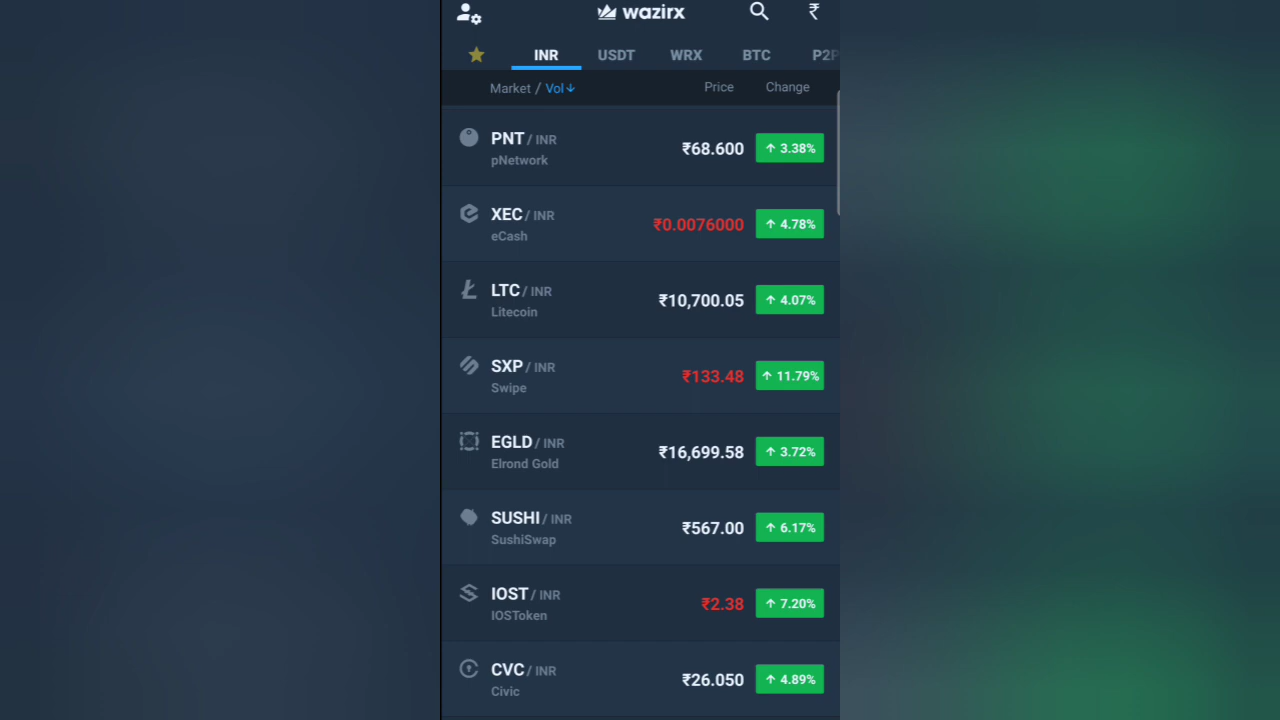 wazirx ₹
INR USDT WRX BTC P2P
Market / Vol↓ Price Change
PNT / INR ₹68.600 ↑ 3.38%
pNetwork
XEC / INR ₹0.0076000 ↑ 4.78%
eCash
LTC / INR ₹10,700.05 ↑ 4.07%
Litecoin
SXP / INR ₹133.48 ↑ 11.79%
Swipe
EGLD / INR ₹16,699.58 ↑ 3.72%
Elrond Gold
SUSHI / INR ₹567.00 ↑ 6.17%
SushiSwap
IOST / INR ₹2.38 ↑ 7.20%
IOSToken
CVC / INR ₹26.050 ↑ 4.89%
Civic